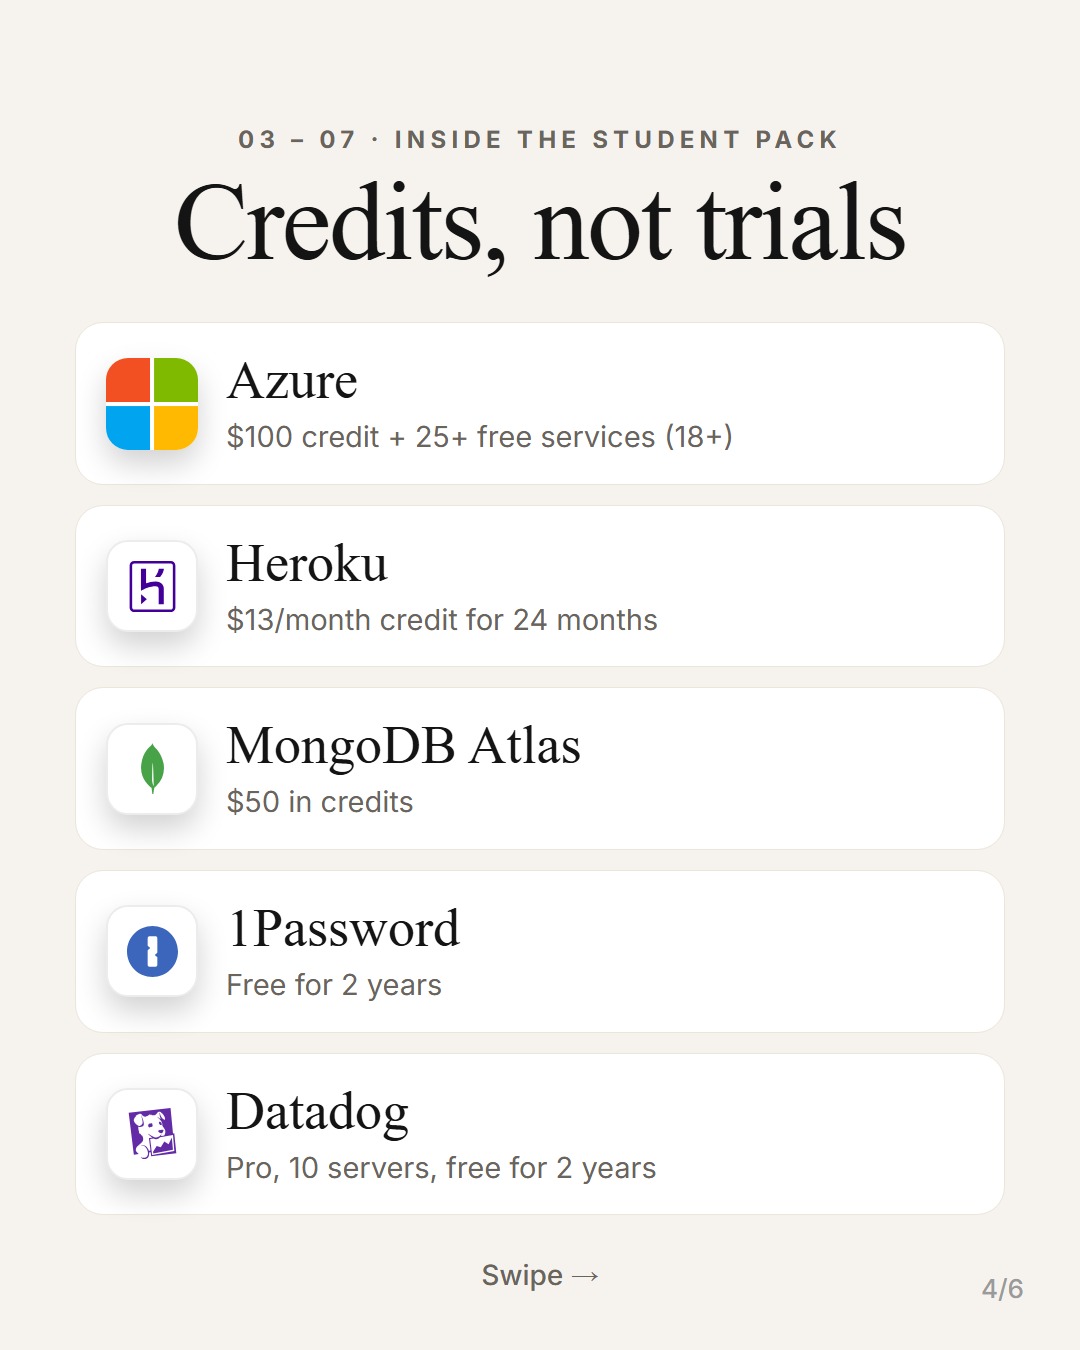 03 – 07 · INSIDE THE STUDENT PACK
Credits, not trials
Azure
$100 credit + 25+ free services (18+)
Heroku
$13/month credit for 24 months
MongoDB Atlas
$50 in credits
1Password
Free for 2 years
Datadog
Pro, 10 servers, free for 2 years
Swipe →
4/6